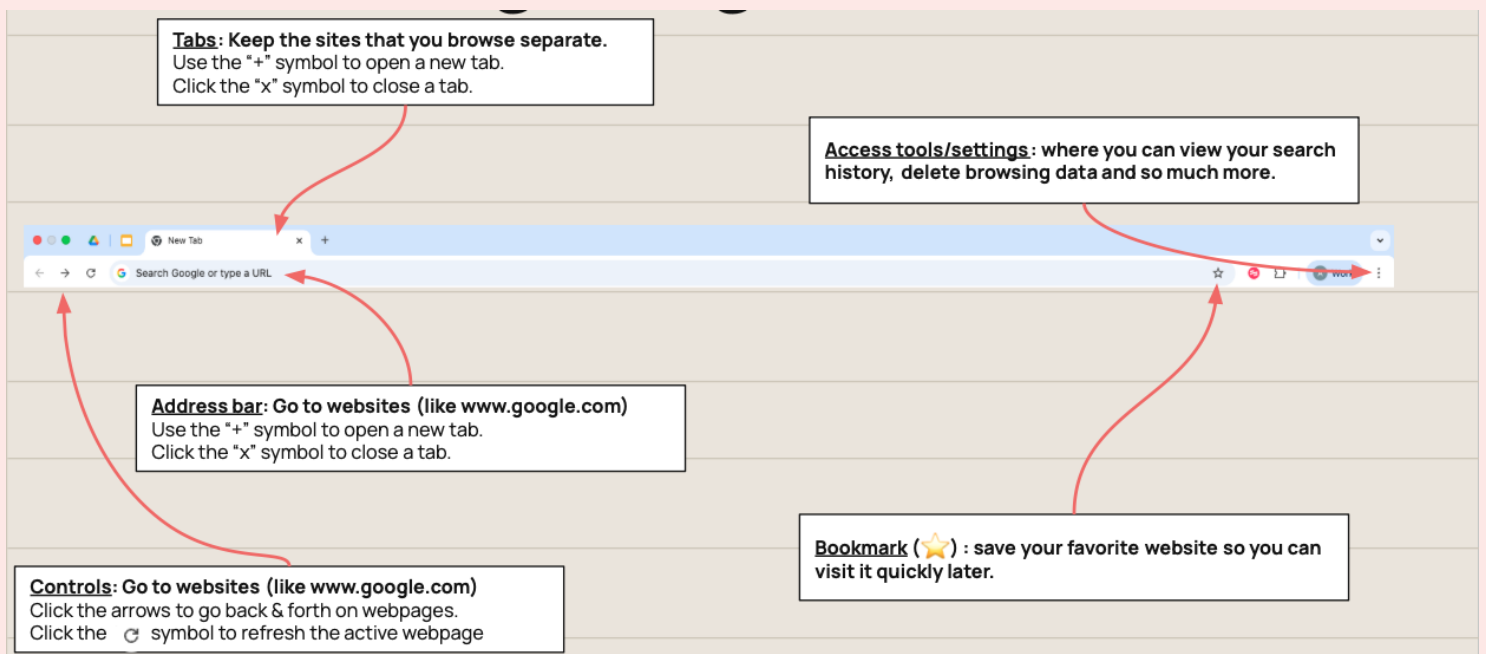 Tabs: Keep the sites that you browse separate.
Use the “+” symbol to open a new tab.
Click the “x” symbol to close a tab.
Access tools/settings: where you can view your search
history, delete browsing data and so much more.
New Tab
Search Google or type a URL
Address bar: Go to websites (like www.google.com)
Use the “+” symbol to open a new tab.
Click the “x” symbol to close a tab.
Bookmark (⭐) : save your favorite website so you can
visit it quickly later.
Controls: Go to websites (like www.google.com)
Click the arrows to go back & forth on webpages.
Click the symbol to refresh the active webpage